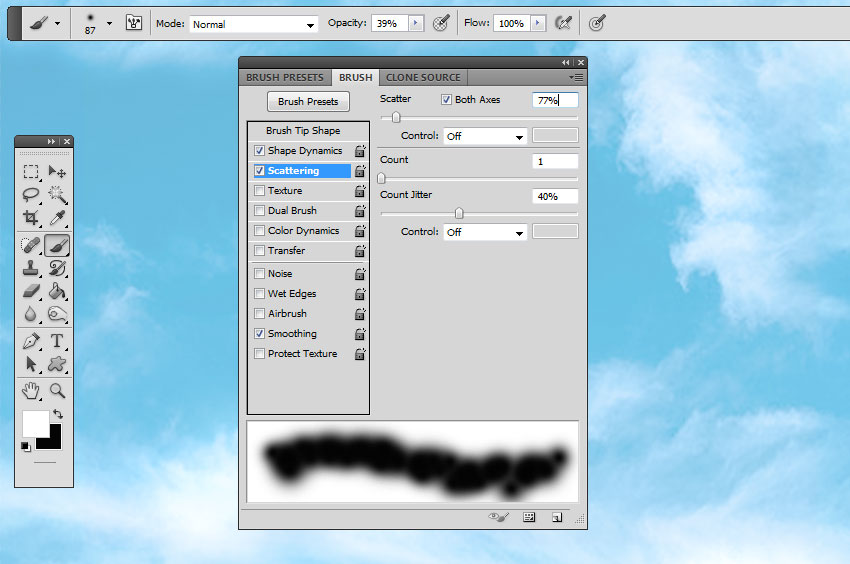 Mode: Normal Opacity: 39% Flow: 100%
87
BRUSH PRESETS BRUSH CLONE SOURCE
Brush Presets
Brush Tip Shape
Shape Dynamics
Scattering
Texture
Dual Brush
Color Dynamics
Transfer
Noise
Wet Edges
Airbrush
Smoothing
Protect Texture
Scatter Both Axes 77%
Control: Off
Count 1
Count Jitter 40%
Control: Off
T